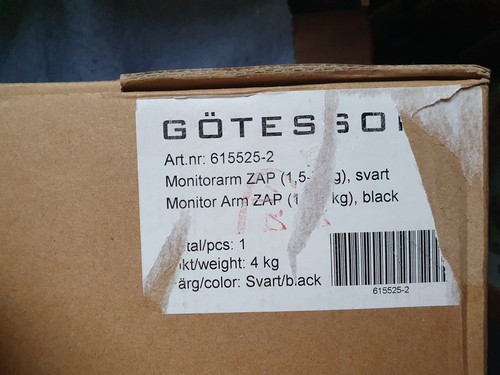 GÖTESSO
Art.nr: 615525-2
Monitorarm ZAP (1,5- g), svart
Monitor Arm ZAP (1 kg), black
tal/pcs: 1
kt/weight: 4 kg
ärg/color: Svart/black
615525-2